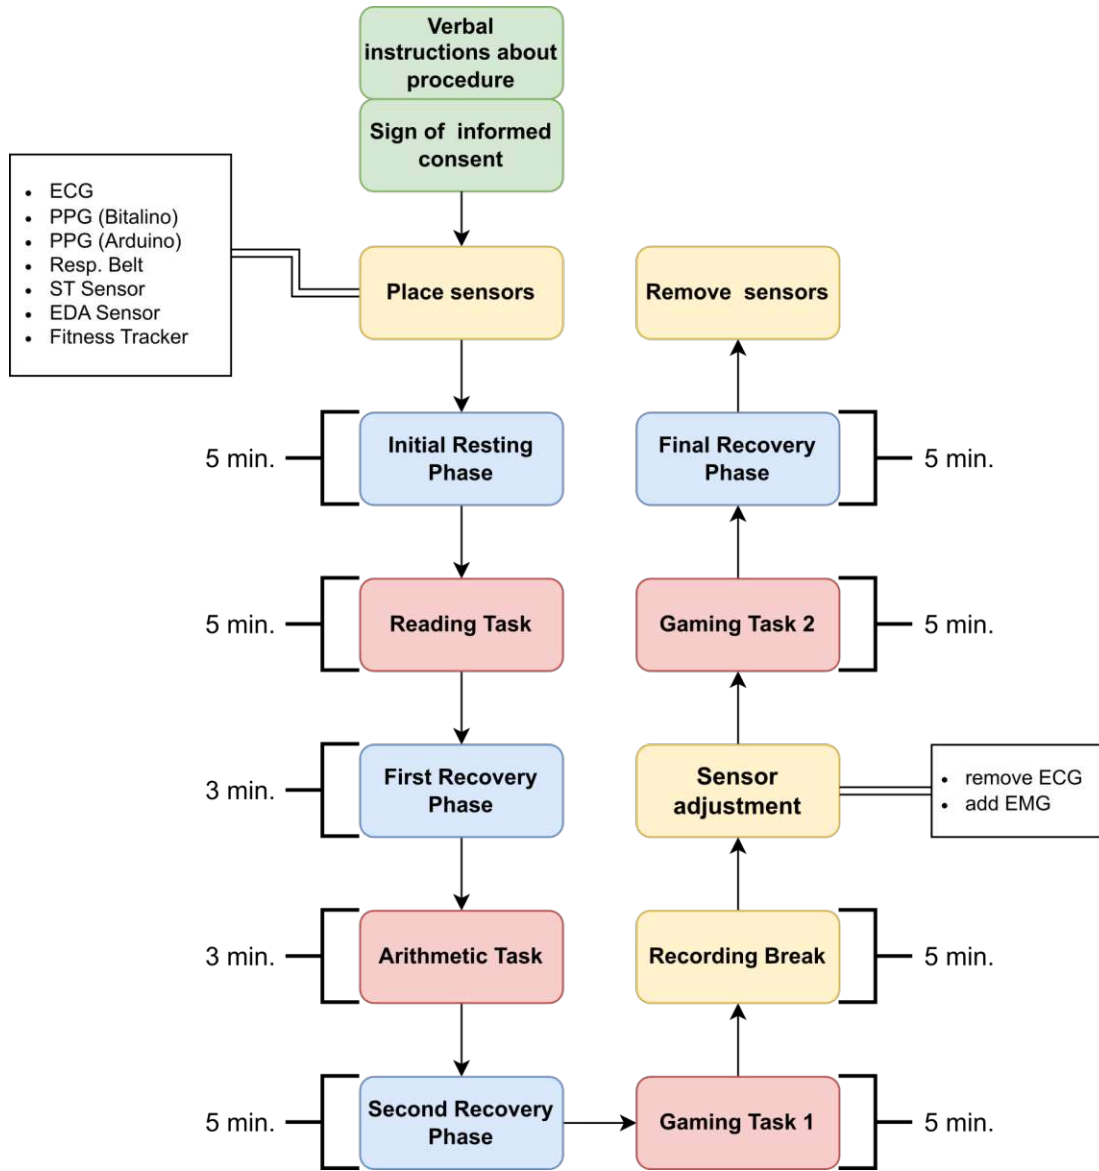 Verbal
instructions about
procedure
Sign of informed
consent
• ECG
• PPG (Bitalino)
• PPG (Arduino)
• Resp. Belt
• ST Sensor
• EDA Sensor
• Fitness Tracker
Place sensors
Initial Resting
Phase
5 min.
Reading Task
5 min.
First Recovery
Phase
3 min.
Arithmetic Task
3 min.
Second Recovery
Phase
5 min.
Gaming Task 1
5 min.
Recording Break
5 min.
Sensor
adjustment
• remove ECG
• add EMG
Gaming Task 2
5 min.
Final Recovery
Phase
5 min.
Remove sensors